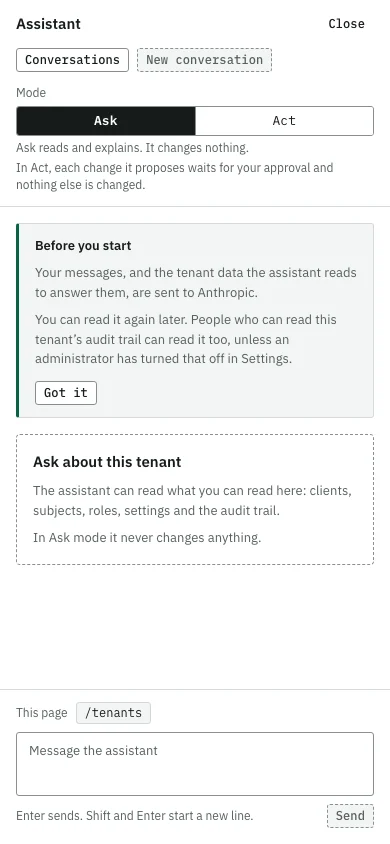 Assistant
Close
Conversations
New conversation
Mode
Ask
Act
Ask reads and explains. It changes nothing.
In Act, each change it proposes waits for your approval and
nothing else is changed.
Before you start
Your messages, and the tenant data the assistant reads
to answer them, are sent to Anthropic.
You can read it again later. People who can read this
tenant’s audit trail can read it too, unless an
administrator has turned that off in Settings.
Got it
Ask about this tenant
The assistant can read what you can read here: clients,
subjects, roles, settings and the audit trail.
In Ask mode it never changes anything.
This page
/tenants
Message the assistant
Enter sends. Shift and Enter start a new line.
Send